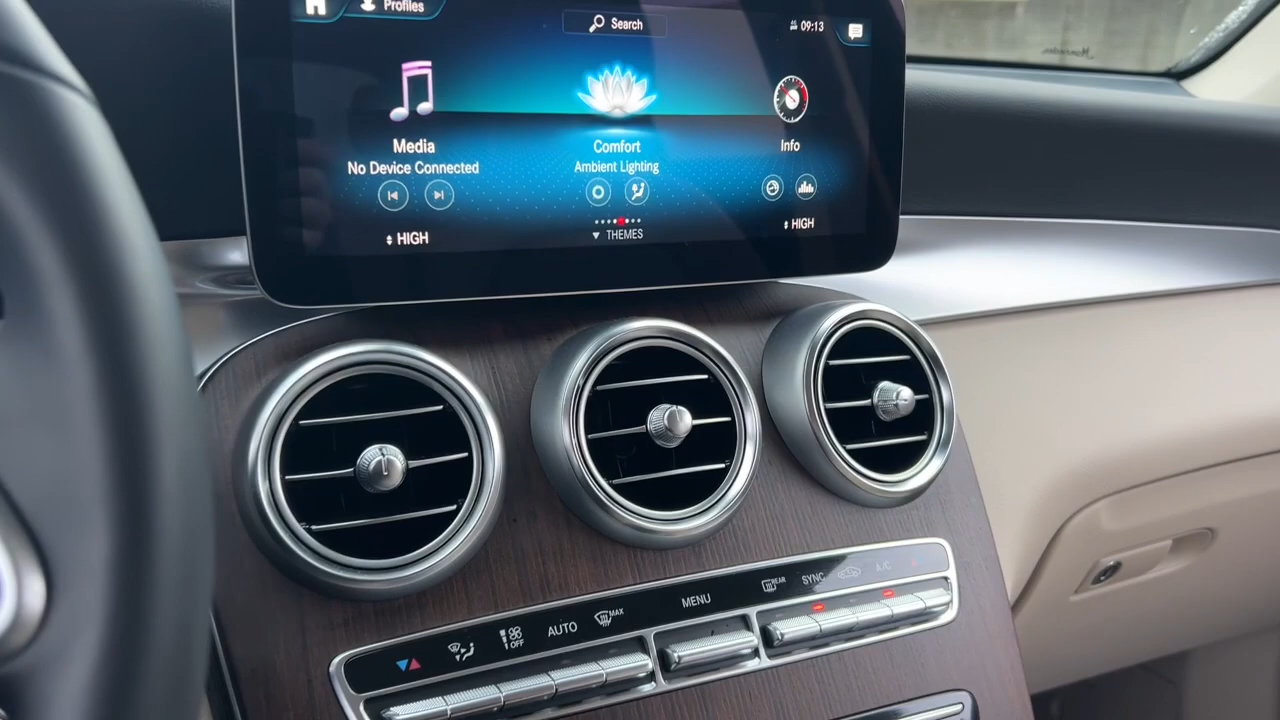 Profiles
Search
4G 09:13
Media
No Device Connected
Comfort
Ambient Lighting
Info
HIGH
THEMES
HIGH
OFF
AUTO
MAX
MENU
REAR
SYNC
A/C